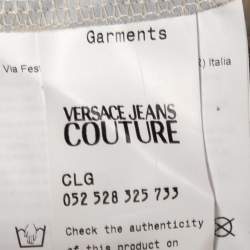 Garments
Via Fes
) Italia
VERSACE JEANS
COUTURE
CLG
052 528 325 733
Check the authenticity
of this product on